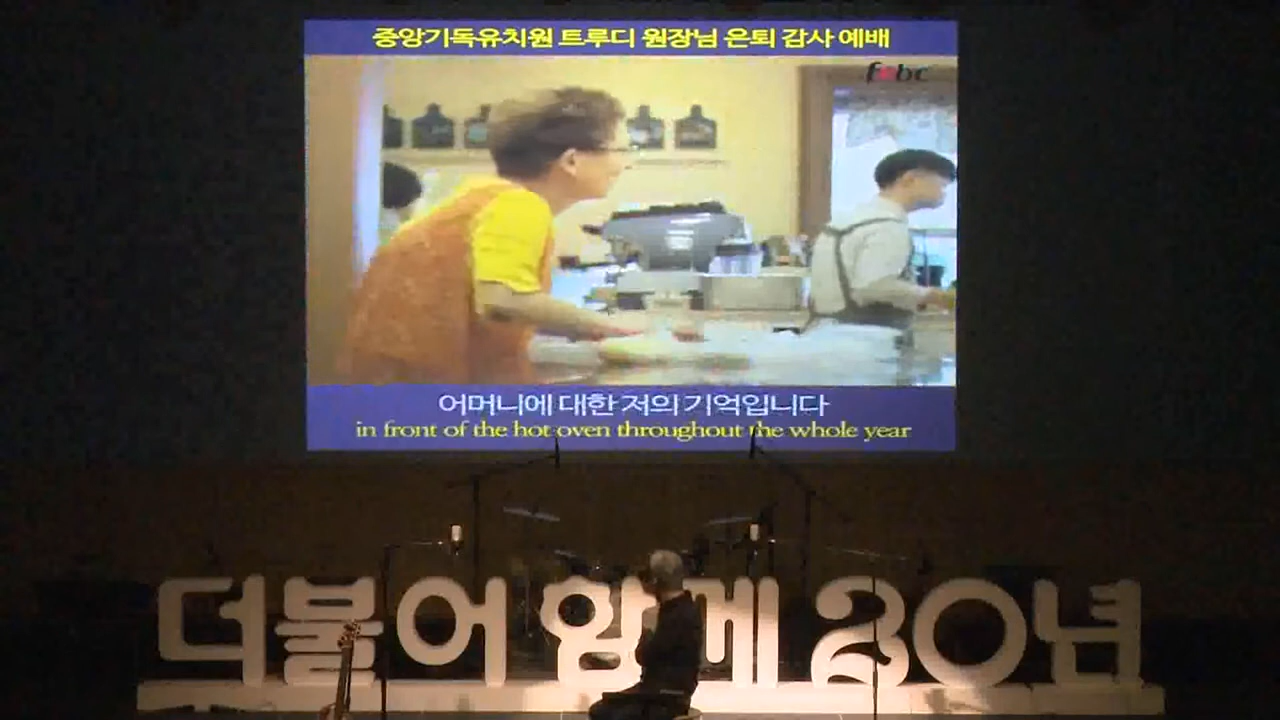 중앙기독유치원 트루디 원장님 은퇴 감사 예배
febc
어머니에 대한 저의 기억입니다
in front of the hot oven throughout the whole year
더불어 함께 30년